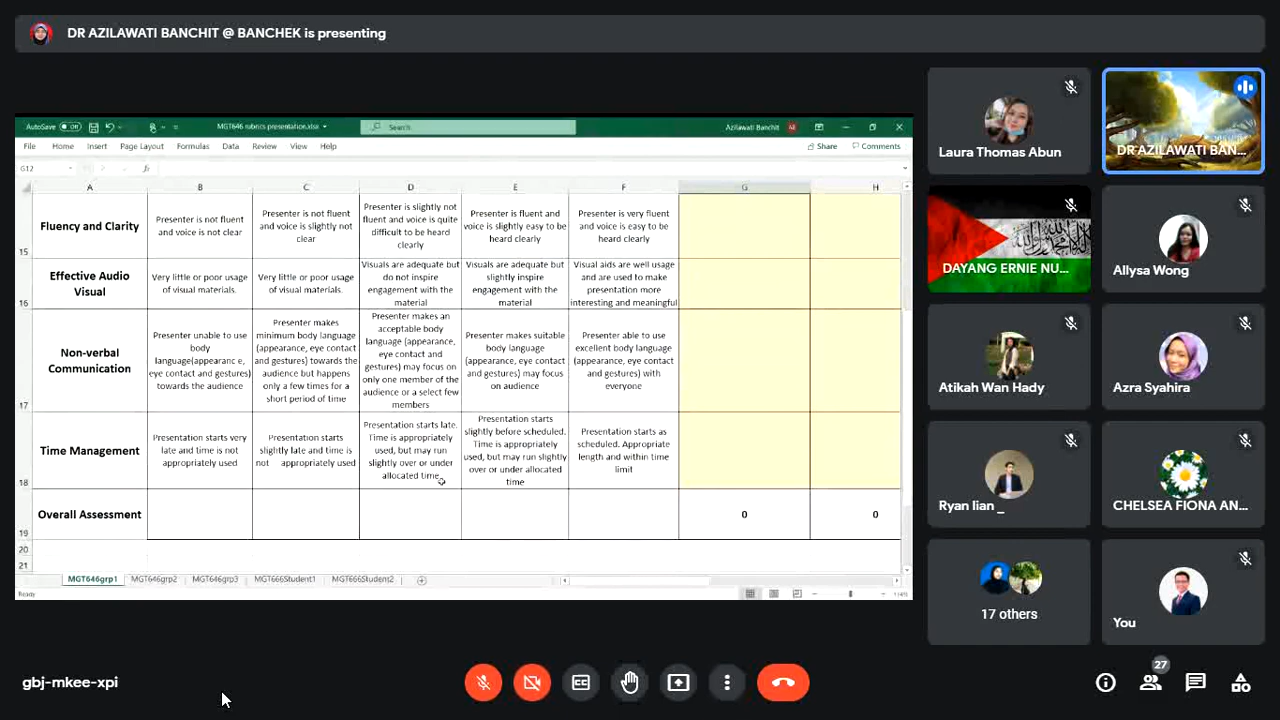 DR AZILAWATI BANCHIT @ BANCHEK is presenting
AutoSave Off
MGT646 rubrics presentation.xlsx
Search
Azilawati Banchit
File Home Insert Page Layout Formulas Data Review View Help
Share Comments
G12
fx
A B C D E F G H
Fluency and Clarity
Presenter is not fluent
and voice is not clear
Presenter is not fluent
and voice is slightly not
clear
Presenter is slightly not
fluent and voice is quite
difficult to be heard
clearly
Presenter is fluent and
voice is slightly easy to be
heard clearly
Presenter is very fluent
and voice is easy to be
heard clearly
15
Effective Audio
Visual
Very little or poor usage
of visual materials.
Very little or poor usage
of visual materials.
Visuals are adequate but
do not inspire
engagement with the
material
Visuals are adequate but
slightly inspire
engagement with the
material
Visual aids are well usage
and are used to make
presentation more
interesting and meaningful
16
Non-verbal
Communication
Presenter unable to use
body
language(appearanc e,
eye contact and gestures)
towards the audience
Presenter makes
minimum body language
(appearance, eye contact
and gestures) towards the
audience but happens
only a few times for a
short period of time
Presenter makes an
acceptable body
language (appearance,
eye contact and
gestures) may focus on
only one member of the
audience or a select few
members
Presenter makes suitable
body language
(appearance, eye contact
and gestures) may focus
on audience
Presenter able to use
excellent body language
(appearance, eye contact
and gestures) with
everyone
17
Time Management
Presentation starts very
late and time is not
appropriately used
Presentation starts
slightly late and time is
not appropriately used
Presentation starts late.
Time is appropriately
used, but may run
slightly over or under
allocated time
Presentation starts
slightly before scheduled.
Time is appropriately
used, but may run slightly
over or under allocated
time
Presentation starts as
scheduled. Appropriate
length and within time
limit
18
Overall Assessment
0 0
19
20
21
MGT646grp1 MGT646grp2 MGT646grp3 MGT666Student1 MGT666Student2
Ready
Laura Thomas Abun
DR AZILAWATI BAN...
DAYANG ERNIE NU...
Allysa Wong
Atikah Wan Hady
Azra Syahira
Ryan lian _
CHELSEA FIONA AN...
17 others
You
gbj-mkee-xpi
CC
27